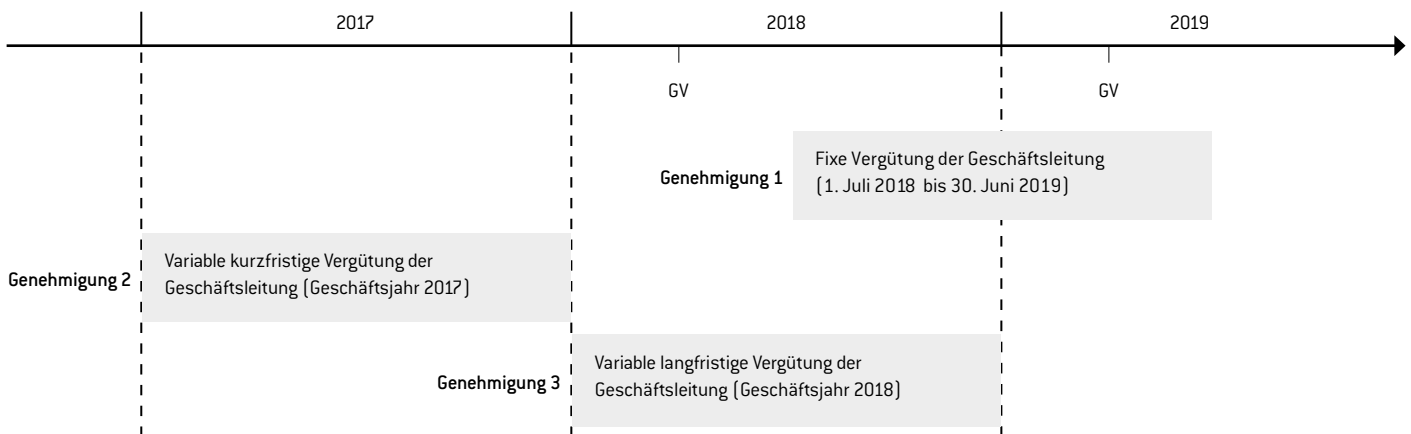 2017
2018
2019
GV
GV
Genehmigung 1
Fixe Vergütung der Geschäftsleitung
(1. Juli 2018 bis 30. Juni 2019)
Genehmigung 2
Variable kurzfristige Vergütung der
Geschäftsleitung (Geschäftsjahr 2017)
Genehmigung 3
Variable langfristige Vergütung der
Geschäftsleitung (Geschäftsjahr 2018)